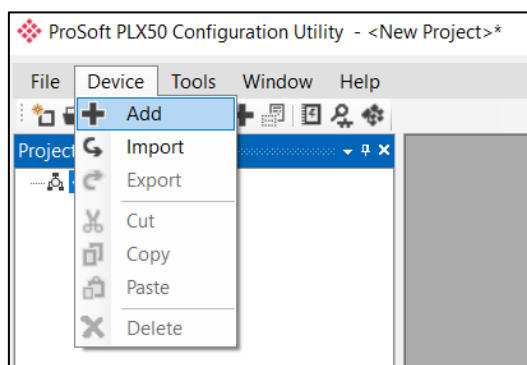 ProSoft PLX50 Configuration Utility - <New Project>*
File Device Tools Window Help
Add
Project
Import
Export
Cut
Copy
Paste
Delete